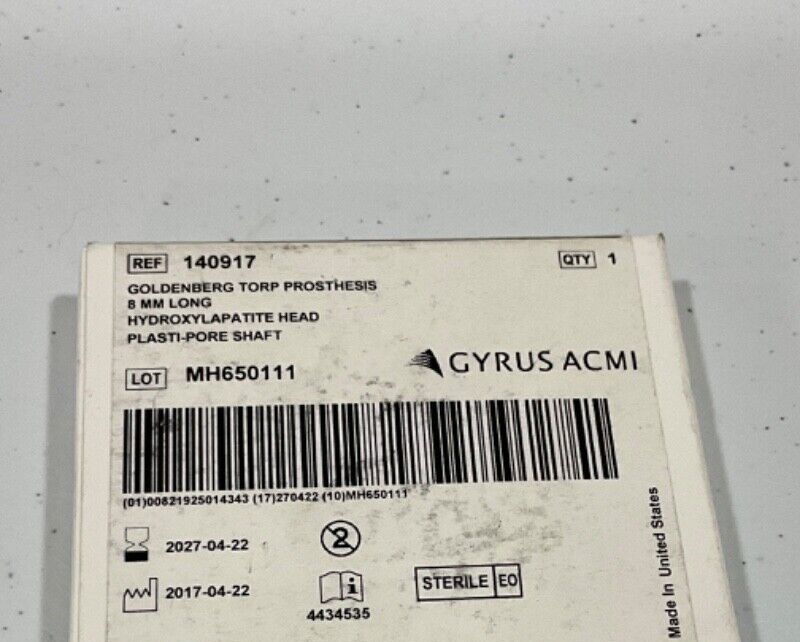 REF 140917 QTY 1
GOLDENBERG TORP PROSTHESIS
8 MM LONG
HYDROXYLAPATITE HEAD
PLASTI-PORE SHAFT
GYRUS ACMI
LOT MH650111
(01)00821925014343 (17)270422 (10)MH650111
2027-04-22
2
2017-04-22
i
4434535
STERILE EO
Made In United States